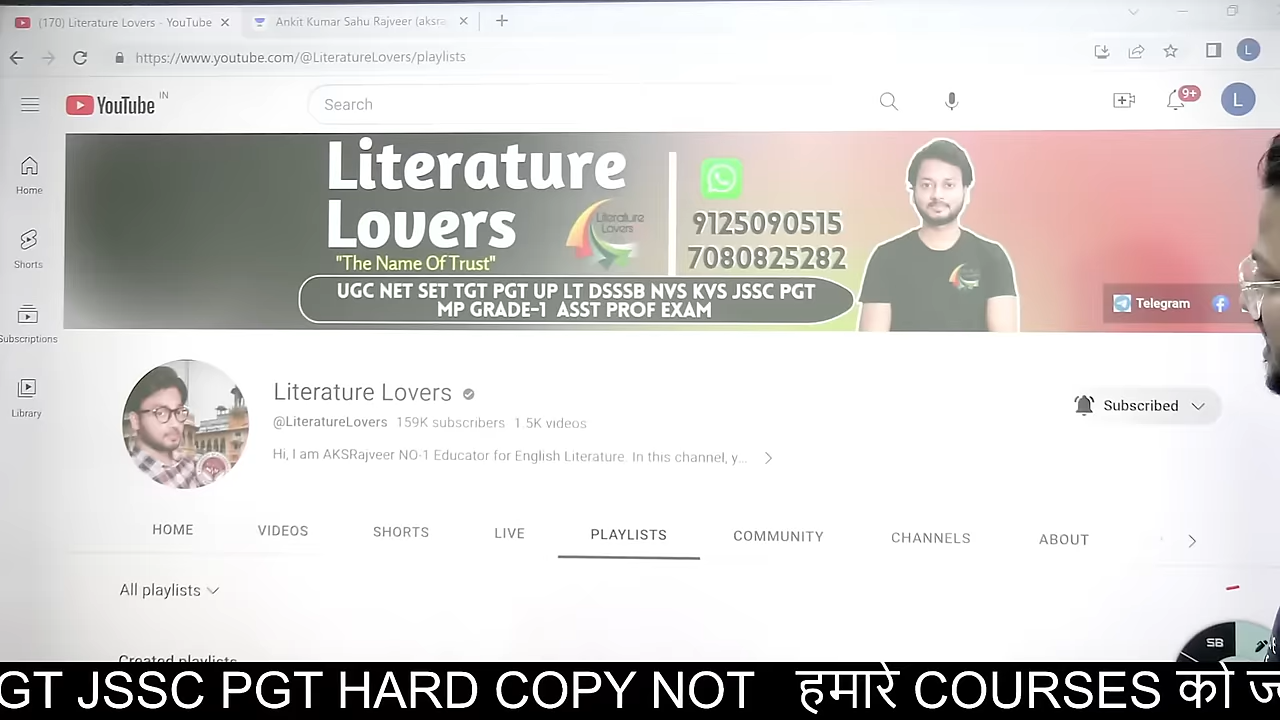 (170) Literature Lovers - YouTube
Ankit Kumar Sahu Rajveer (aksra
https://www.youtube.com/@LiteratureLovers/playlists
L
YouTube IN
Search
9+
L
Home
Shorts
Subscriptions
Library
Literature
Lovers
"The Name Of Trust"
Literature
Lovers
9125090515
7080825282
UGC NET SET TGT PGT UP LT DSSSB NVS KVS JSSC PGT
MP GRADE-1 ASST PROF EXAM
Telegram
Literature Lovers
@LiteratureLovers 159K subscribers 1.5K videos
Hi, I am AKSRajveer NO-1 Educator for English Literature. In this channel, y...
Subscribed
HOME VIDEOS SHORTS LIVE PLAYLISTS COMMUNITY CHANNELS ABOUT
All playlists
Created playlists
SB
GT JSSC PGT HARD COPY NOT हमारे COURSES को ज